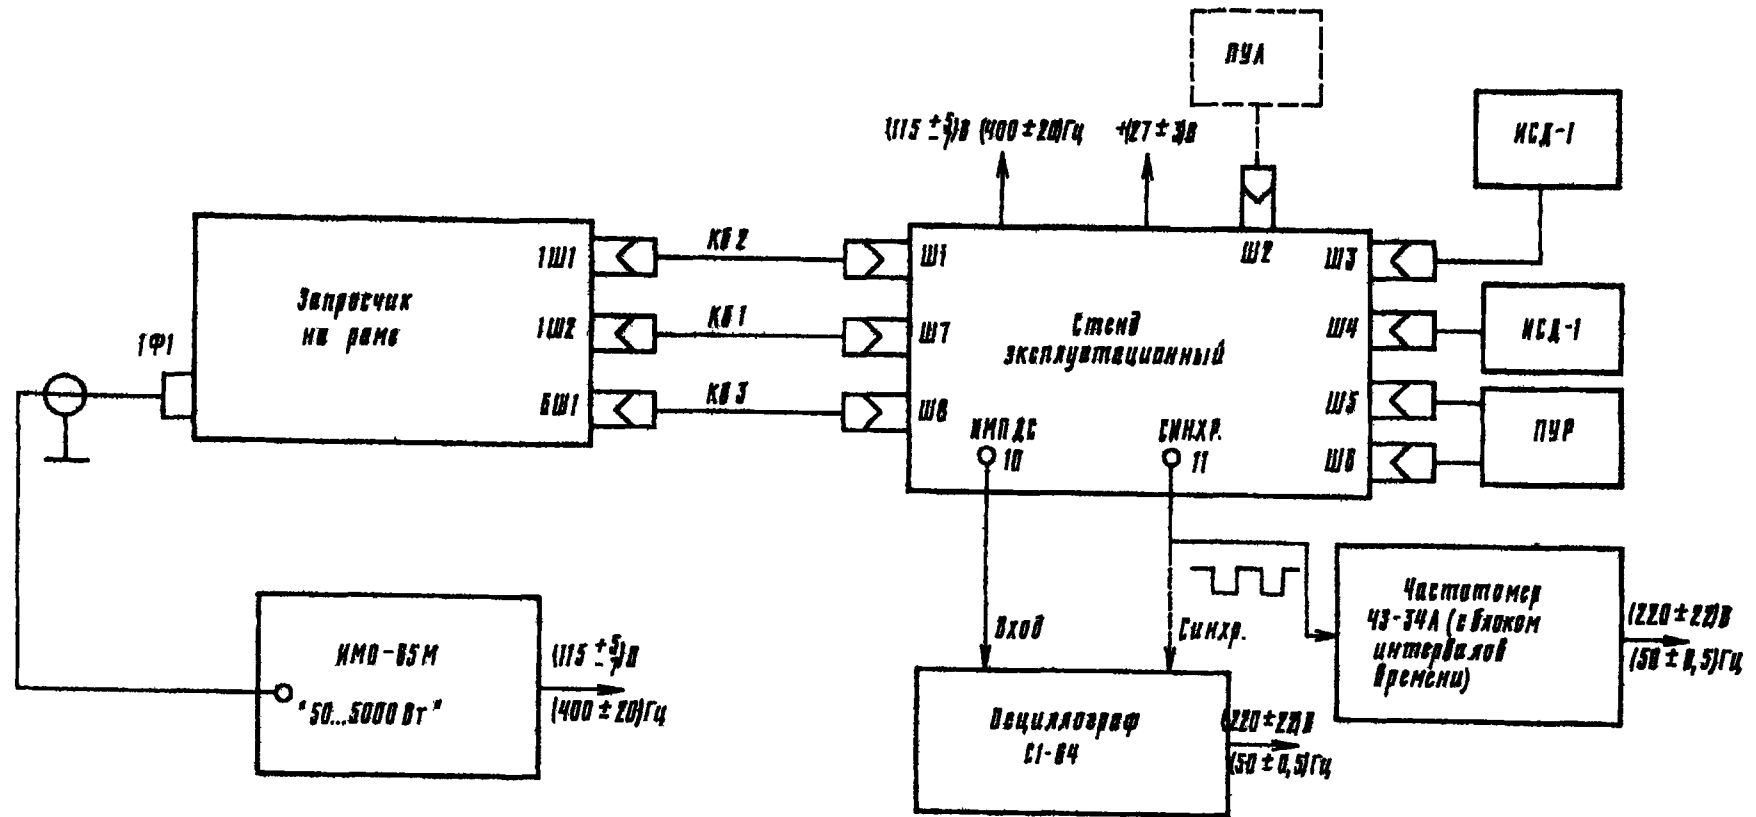 ПУА
(115 +5 −7)В (400±20)Гц
+(27±3)В
ИСД-1
Запросчик
на раме
1Ш1
1Ш2
6Ш1
1Ф1
КБ 2
КБ 1
КБ 3
Ш1
Ш7
Ш8
Ш2
Ш3
Ш4
Ш5
Ш6
Стенд
эксплуатационный
ИМП ДС
10
СИНХР.
11
ИСД-1
ПУР
Вход
Синхр.
Частотомер
Ч3-34А (с блоком
интервалов
времени)
(220±22)В
(50±0,5)Гц
ИМО-65М
"50...5000 Вт"
(115 +5 −7)В
(400±20)Гц
Осциллограф
С1-64
(220±22)В
(50±0,5)Гц